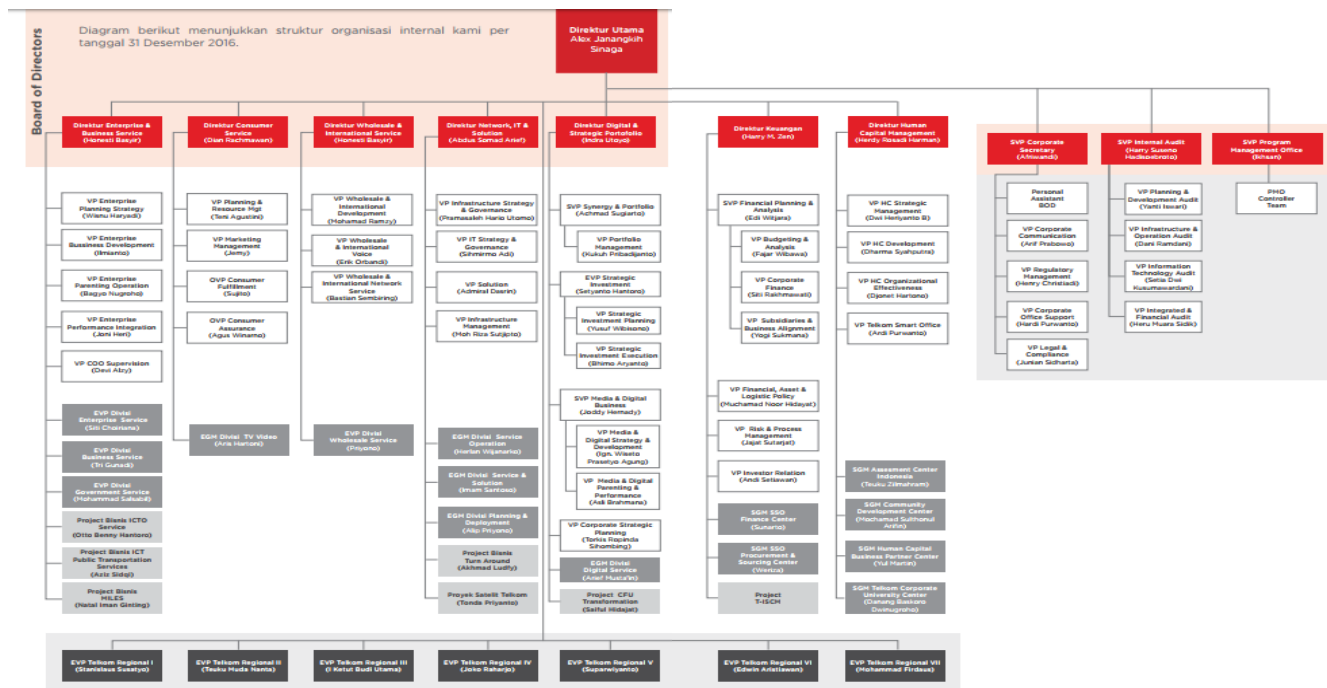 Board of Directors
Diagram berikut menunjukkan struktur organisasi internal kami per
tanggal 31 Desember 2016.
Direktur Utama
Alex Janangkih
Sinaga
Direktur Enterprise &
Business Service
(Honesti Basyir)
Direktur Consumer
Service
(Dian Rachmawan)
Direktur Wholesale &
International Service
(Honesti Basyir)
Direktur Network, IT &
Solution
(Abdus Somad Arief)
Direktur Digital &
Strategic Portofolio
(Indra Utoyo)
Direktur Keuangan
(Harry M. Zen)
Direktur Human
Capital Management
(Herdy Rosadi Harman)
SVP Corporate
Secretary
(Afriwandi)
SVP Internal Audit
(Harry Suseno
Hadisoebroto)
SVP Program
Management Office
(Ikhsan)
VP Enterprise
Planning Strategy
(Wisnu Haryadi)
VP Enterprise
Bussiness Development
(Ilmianto)
VP Enterprise
Parenting Operation
(Bagyo Nugroho)
VP Enterprise
Performance Integration
(Joni Heri)
VP CDO Supervision
(Devi Alzy)
EVP Divisi
Enterprise Service
(Siti Choiriana)
EVP Divisi
Business Service
(Tri Gunadi)
EVP Divisi
Government Service
(Mohammad Salsabil)
Project Bisnis ICTO
Service
(Otto Benny Hantoro)
Project Bisnis ICT
Public Transportation
Services
(Aziz Sidqi)
Project Bisnis
MILES
(Natal Iman Ginting)
VP Planning &
Resource Mgt
(Teni Agustini)
VP Marketing
Management
(Jemy)
OVP Consumer
Fulfillment
(Sujito)
OVP Consumer
Assurance
(Agus Winarno)
EGM Divisi TV Video
(Aris Hartoni)
VP Wholesale &
International
Development
(Mohamad Ramzy)
VP Wholesale
& International
Voice
(Erik Orbandi)
VP Wholesale &
International Network
Service
(Bastian Sembiring)
EVP Divisi
Wholesale Service
(Priyono)
VP Infrastructure Strategy
& Governance
(Pramasaleh Hario Utomo)
VP IT Strategy &
Governance
(Sihmirmo Adi)
VP Solution
(Admiral Dasrin)
VP Infrastructure
Management
(Moh Riza Sutjipto)
EGM Divisi Service
Operation
(Herlan Wijanarko)
EGM Divisi Service &
Solution
(Imam Santoso)
EGM Divisi Planning &
Deployment
(Alip Priyono)
Project Bisnis
Turn Around
(Akhmad Ludfy)
Proyek Satelit Telkom
(Tonda Priyanto)
SVP Synergy & Portfolio
(Achmad Sugiarto)
VP Portfolio
Management
(Kukuh Pribadijanto)
EVP Strategic
Investment
(Setyanto Hantoro)
VP Strategic
Investment Planning
(Yusuf Wibisono)
VP Strategic
Investment Execution
(Bhimo Aryanto)
SVP Media & Digital
Business
(Joddy Hernady)
VP Media &
Digital Strategy &
Development
(Ign. Wiseto
Prasetyo Agung)
VP Media & Digital
Parenting &
Performance
(Asli Brahmana)
VP Corporate Strategic
Planning
(Torkis Ropinda
Sihombing)
EGM Divisi
Digital Service
(Arief Musta'in)
Project CFU
Transformation
(Saiful Hidajat)
SVP Financial Planning &
Analysis
(Edi Witjara)
VP Budgeting &
Analysis
(Fajar Wibawa)
VP Corporate
Finance
(Siti Rakhmawati)
VP Subsidiaries &
Business Alignment
(Yogi Sukmana)
VP Financial, Asset &
Logistic Policy
(Muchamad Noor Hidayat)
VP Risk & Process
Management
(Jajat Sutarjat)
VP Investor Relation
(Andi Setiawan)
SGM SSO
Finance Center
(Sunarto)
SGM SSO
Procurement &
Sourcing Center
(Weriza)
Project
T-ISCM
VP HC Strategic
Management
(Dwi Heriyanto B)
VP HC Development
(Dharma Syahputra)
VP HC Organizational
Effectiveness
(Djonet Hartono)
VP Telkom Smart Office
(Ardi Purwanto)
SGM Assesment Center
Indonesia
(Teuku Zilmahram)
SGM Community
Development Center
(Mochamad Sulthonul
Arifin)
SGM Human Capital
Business Partner Center
(Yul Martin)
SGM Telkom Corporate
University Center
(Danang Baskoro
Dwinugroho)
Personal
Assistant
BOD
VP Corporate
Communication
(Arif Prabowo)
VP Regulatory
Management
(Henry Christiadi)
VP Corporate
Office Support
(Hardi Purwanto)
VP Legal &
Compliance
(Junian Sidharta)
VP Planning &
Development Audit
(Yanti Iswari)
VP Infrastructure &
Operation Audit
(Dani Ramdani)
VP Information
Technology Audit
(Setia Dwi
Kusumawardani)
VP Integrated &
Financial Audit
(Heru Muara Sidik)
PMO
Controller
Team
EVP Telkom Regional I
(Stanislaus Susatyo)
EVP Telkom Regional II
(Teuku Muda Nanta)
EVP Telkom Regional III
(I Ketut Budi Utama)
EVP Telkom Regional IV
(Joko Raharjo)
EVP Telkom Regional V
(Suparwiyanto)
EVP Telkom Regional VI
(Edwin Aristiawan)
EVP Telkom Regional VII
(Mohammad Firdaus)